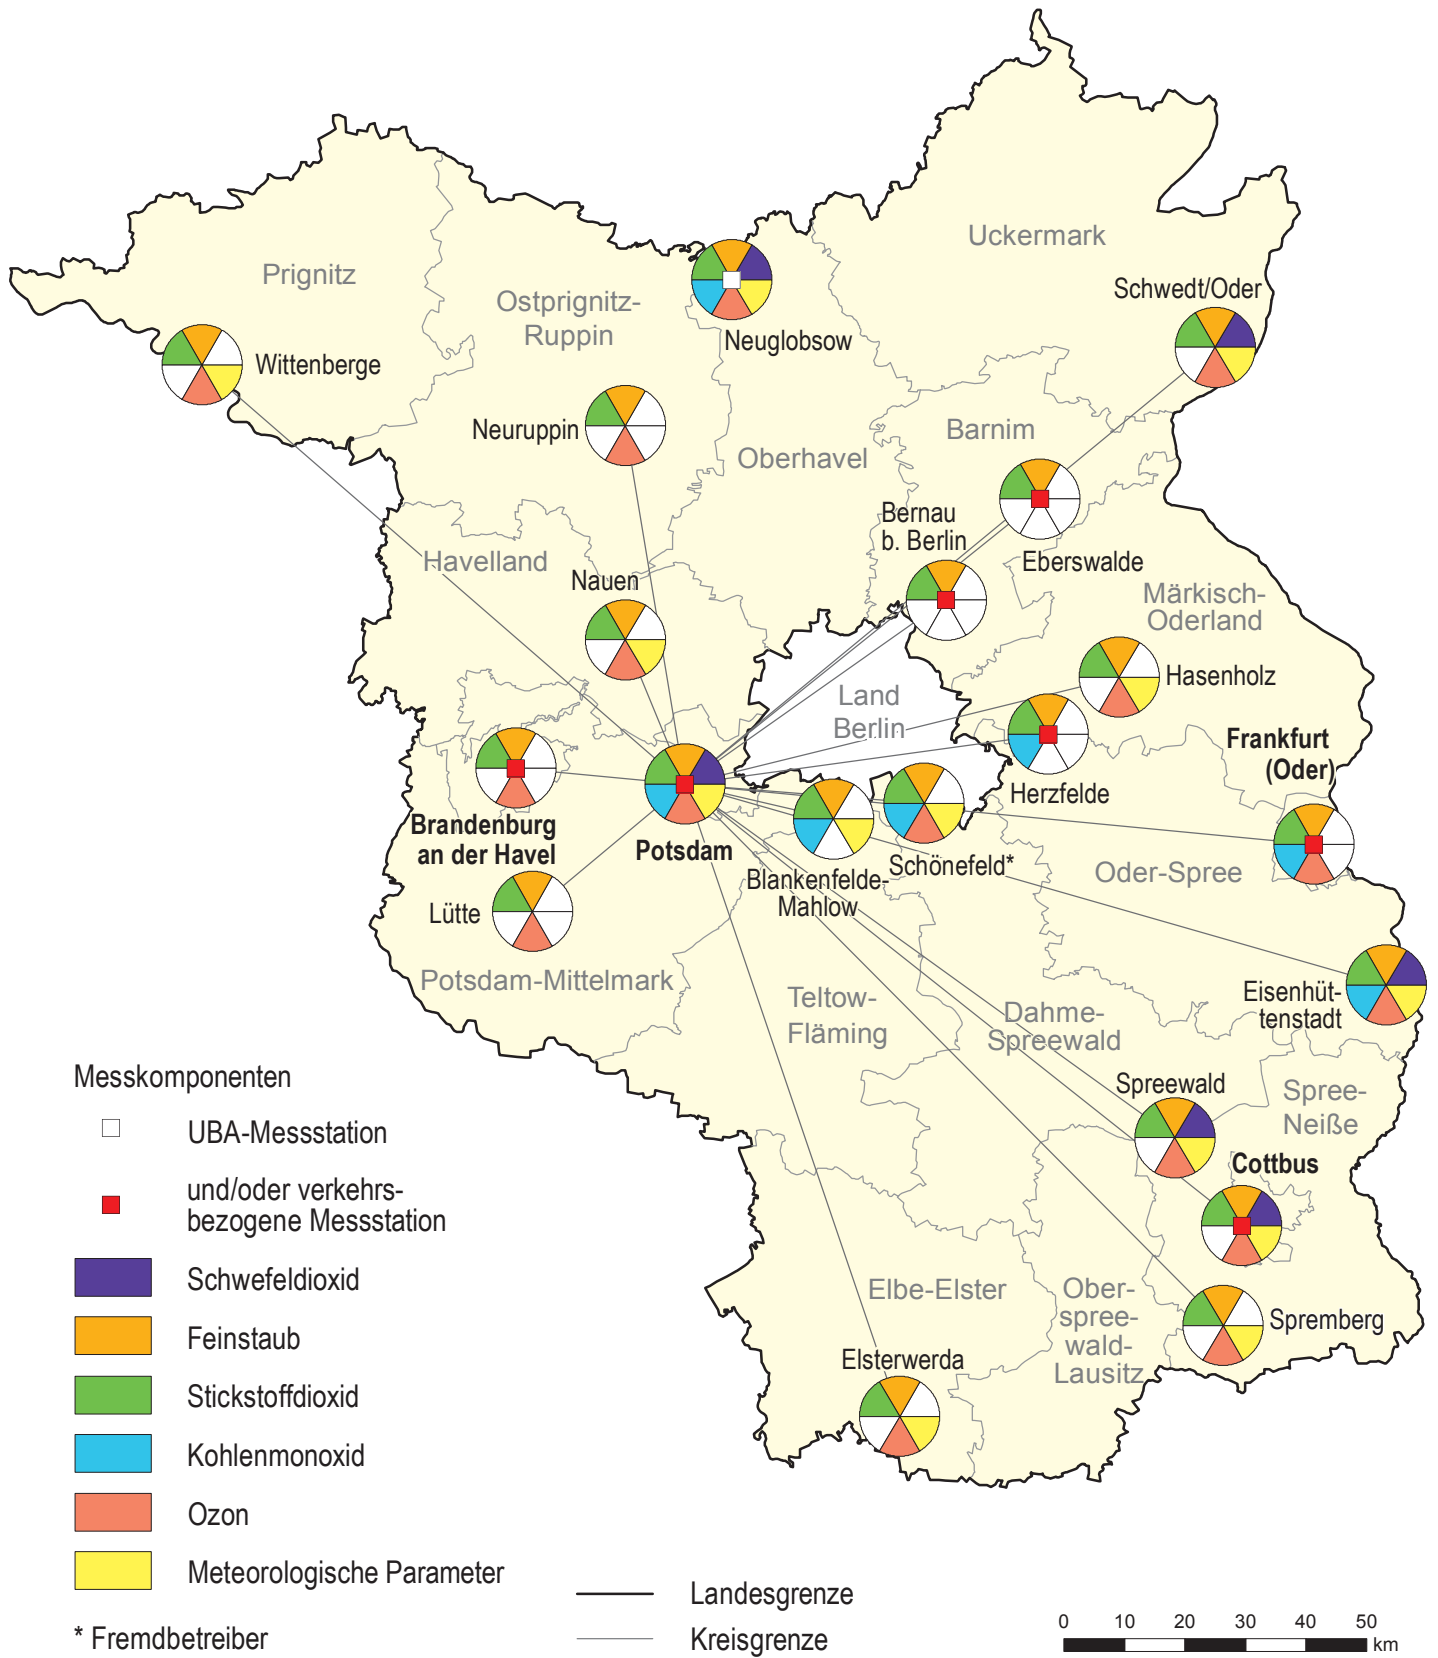 Uckermark
Prignitz
Schwedt/Oder
Ostprignitz-
Ruppin
Neuglobsow
Wittenberge
Neuruppin
Barnim
Oberhavel
Bernau
b. Berlin
Eberswalde
Havelland
Nauen
Märkisch-
Oderland
Hasenholz
Land
Berlin
Frankfurt
(Oder)
Herzfelde
Brandenburg
an der Havel
Potsdam
Schönefeld*
Blankenfelde-
Mahlow
Oder-Spree
Lütte
Potsdam-Mittelmark
Teltow-
Fläming
Dahme-
Spreewald
Eisenhüt-
tenstadt
Spreewald
Spree-
Neiße
Cottbus
Elbe-Elster
Ober-
spree-
wald-
Lausitz
Spremberg
Elsterwerda
Messkomponenten
UBA-Messstation
und/oder verkehrs-
bezogene Messstation
Schwefeldioxid
Feinstaub
Stickstoffdioxid
Kohlenmonoxid
Ozon
Meteorologische Parameter
* Fremdbetreiber
Landesgrenze
Kreisgrenze
0 10 20 30 40 50
km